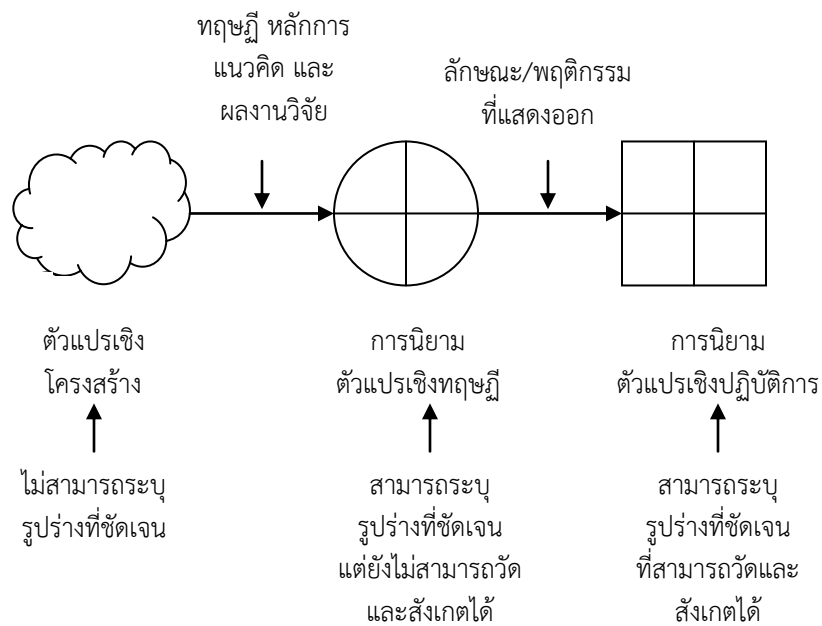 ทฤษฎี หลักการ
แนวคิด และ
ผลงานวิจัย
ลักษณะ/พฤติกรรม
ที่แสดงออก
ตัวแปรเชิง
โครงสร้าง
การนิยาม
ตัวแปรเชิงทฤษฏี
การนิยาม
ตัวแปรเชิงปฏิบัติการ
ไม่สามารถระบุ
รูปร่างที่ชัดเจน
สามารถระบุ
รูปร่างที่ชัดเจน
แต่ยังไม่สามารถวัด
และสังเกตได้
สามารถระบุ
รูปร่างที่ชัดเจน
ที่สามารถวัดและ
สังเกตได้